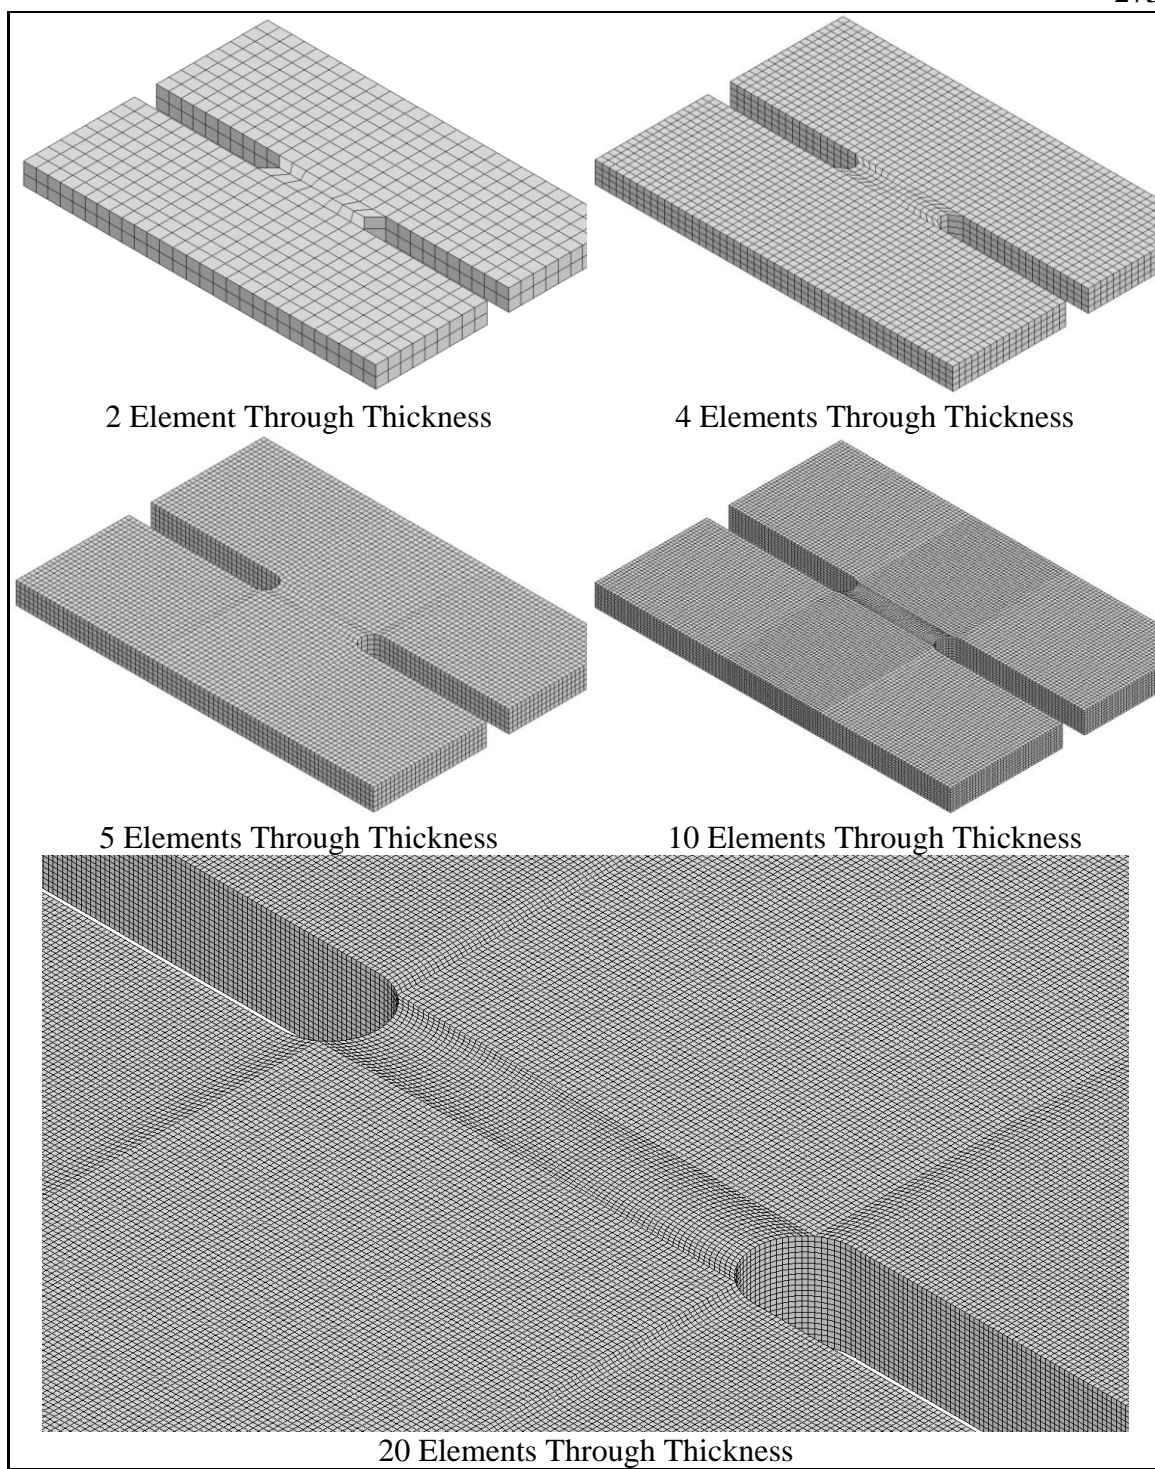 2 Element Through Thickness
4 Elements Through Thickness
5 Elements Through Thickness
10 Elements Through Thickness
20 Elements Through Thickness